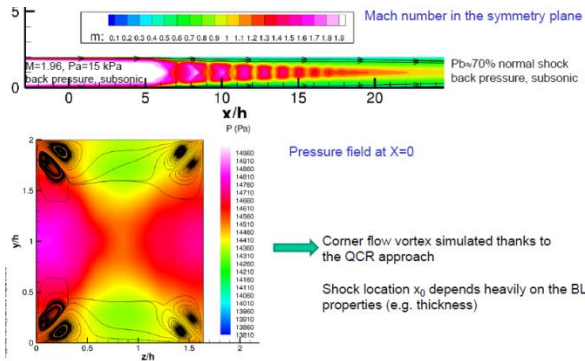 Mach number in the symmetry plane
5
m: 0.1 0.2 0.3 0.4 0.5 0.6 0.7 0.8 0.9 1 1.1 1.2 1.3 1.4 1.5 1.6 1.7 1.8 1.9
M=1.96, Pa=15 kPa
back pressure, subsonic
Pb≈70% normal shock
back pressure, subsonic
0 5 10 15 20
x/h
P (Pa)
Pressure field at X=0
14960
14910
14860
14810
14760
14710
14660
14610
14560
14510
14460
14410
14360
14310
14260
14210
14160
14110
14060
14010
13960
13910
13860
13810
y/h
2
1.5
1
0.5
0
0 0.5 1 1.5 2
z/h
Corner flow vortex simulated thanks to
the QCR approach
Shock location x0 depends heavily on the BL
properties (e.g. thickness)